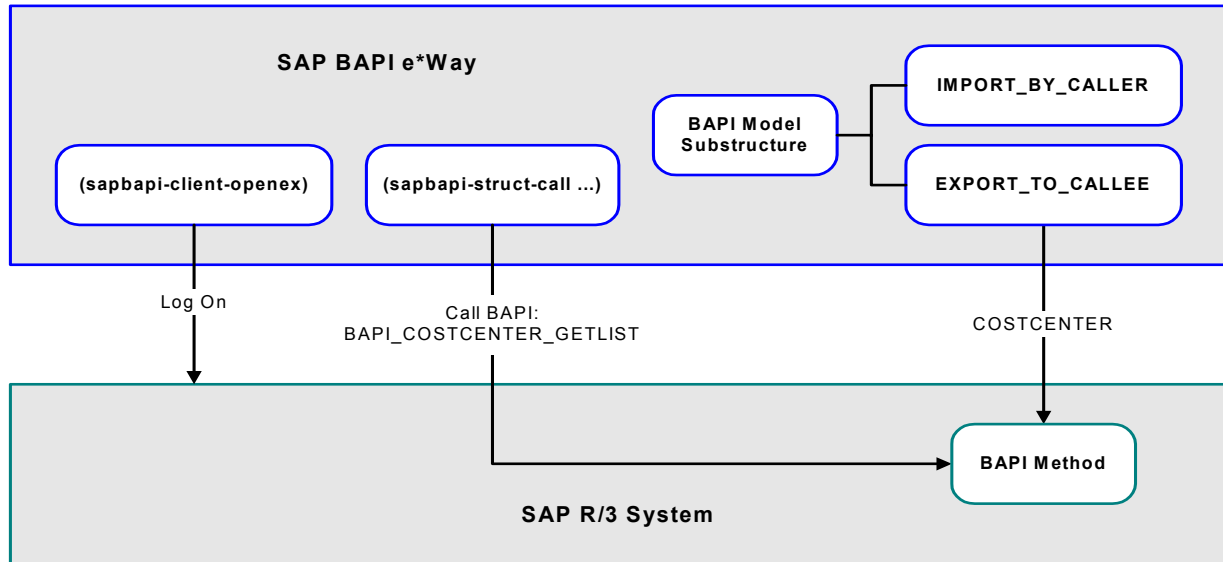 SAP BAPI e*Way
IMPORT_BY_CALLER
BAPI Model
Substructure
(sapbapi-client-openex)
(sapbapi-struct-call ...)
EXPORT_TO_CALLEE
Log On
Call BAPI:
BAPI_COSTCENTER_GETLIST
COSTCENTER
BAPI Method
SAP R/3 System